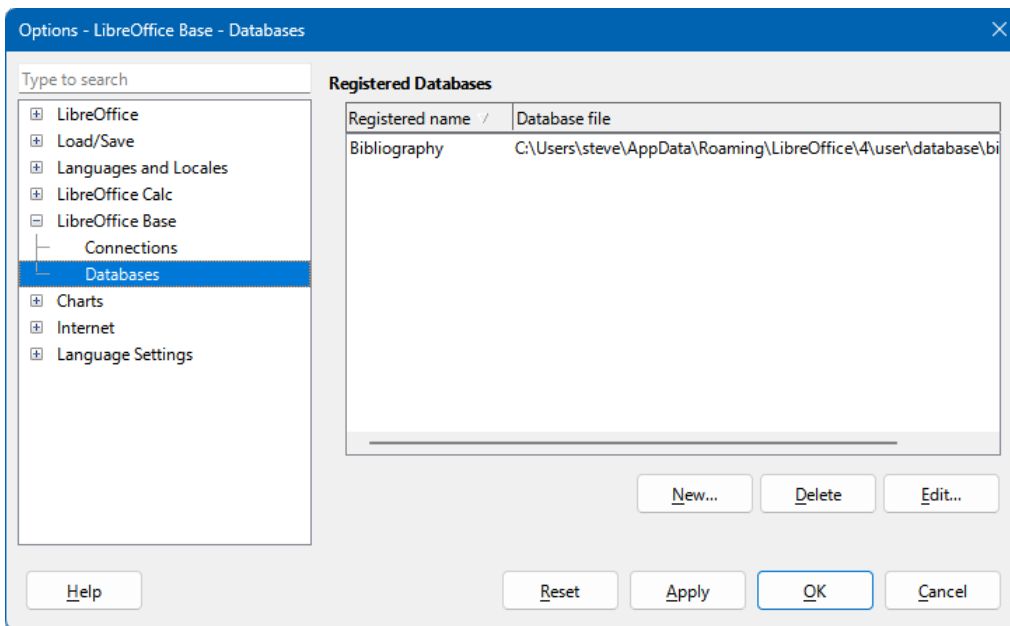 Options - LibreOffice Base - Databases
Type to search
LibreOffice
Load/Save
Languages and Locales
LibreOffice Calc
LibreOffice Base
Connections
Databases
Charts
Internet
Language Settings
Registered Databases
Registered name Database file
Bibliography C:\Users\steve\AppData\Roaming\LibreOffice\4\user\database\bi
New... Delete Edit...
Help Reset Apply OK Cancel